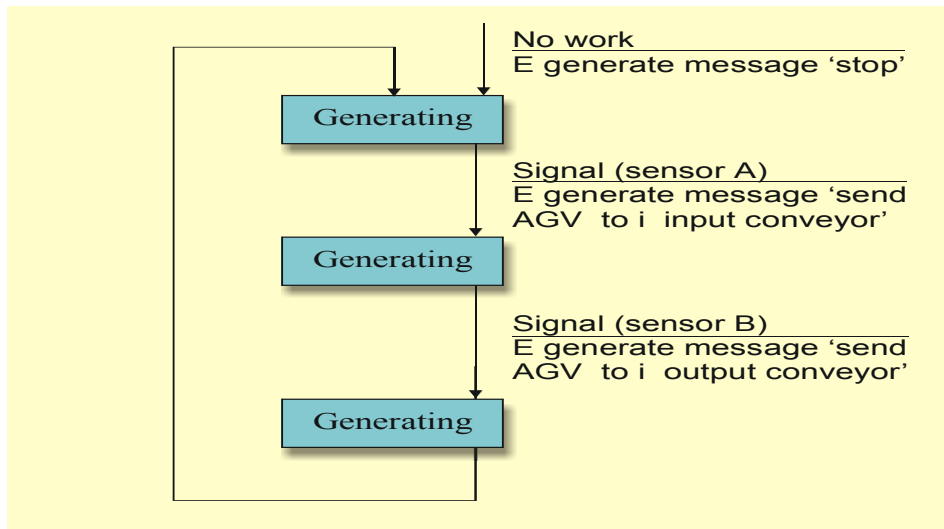 No work
E generate message ‘stop’
Generating
Signal (sensor A)
E generate message ‘send
AGV to i input conveyor’
Generating
Signal (sensor B)
E generate message ‘send
AGV to i output conveyor’
Generating